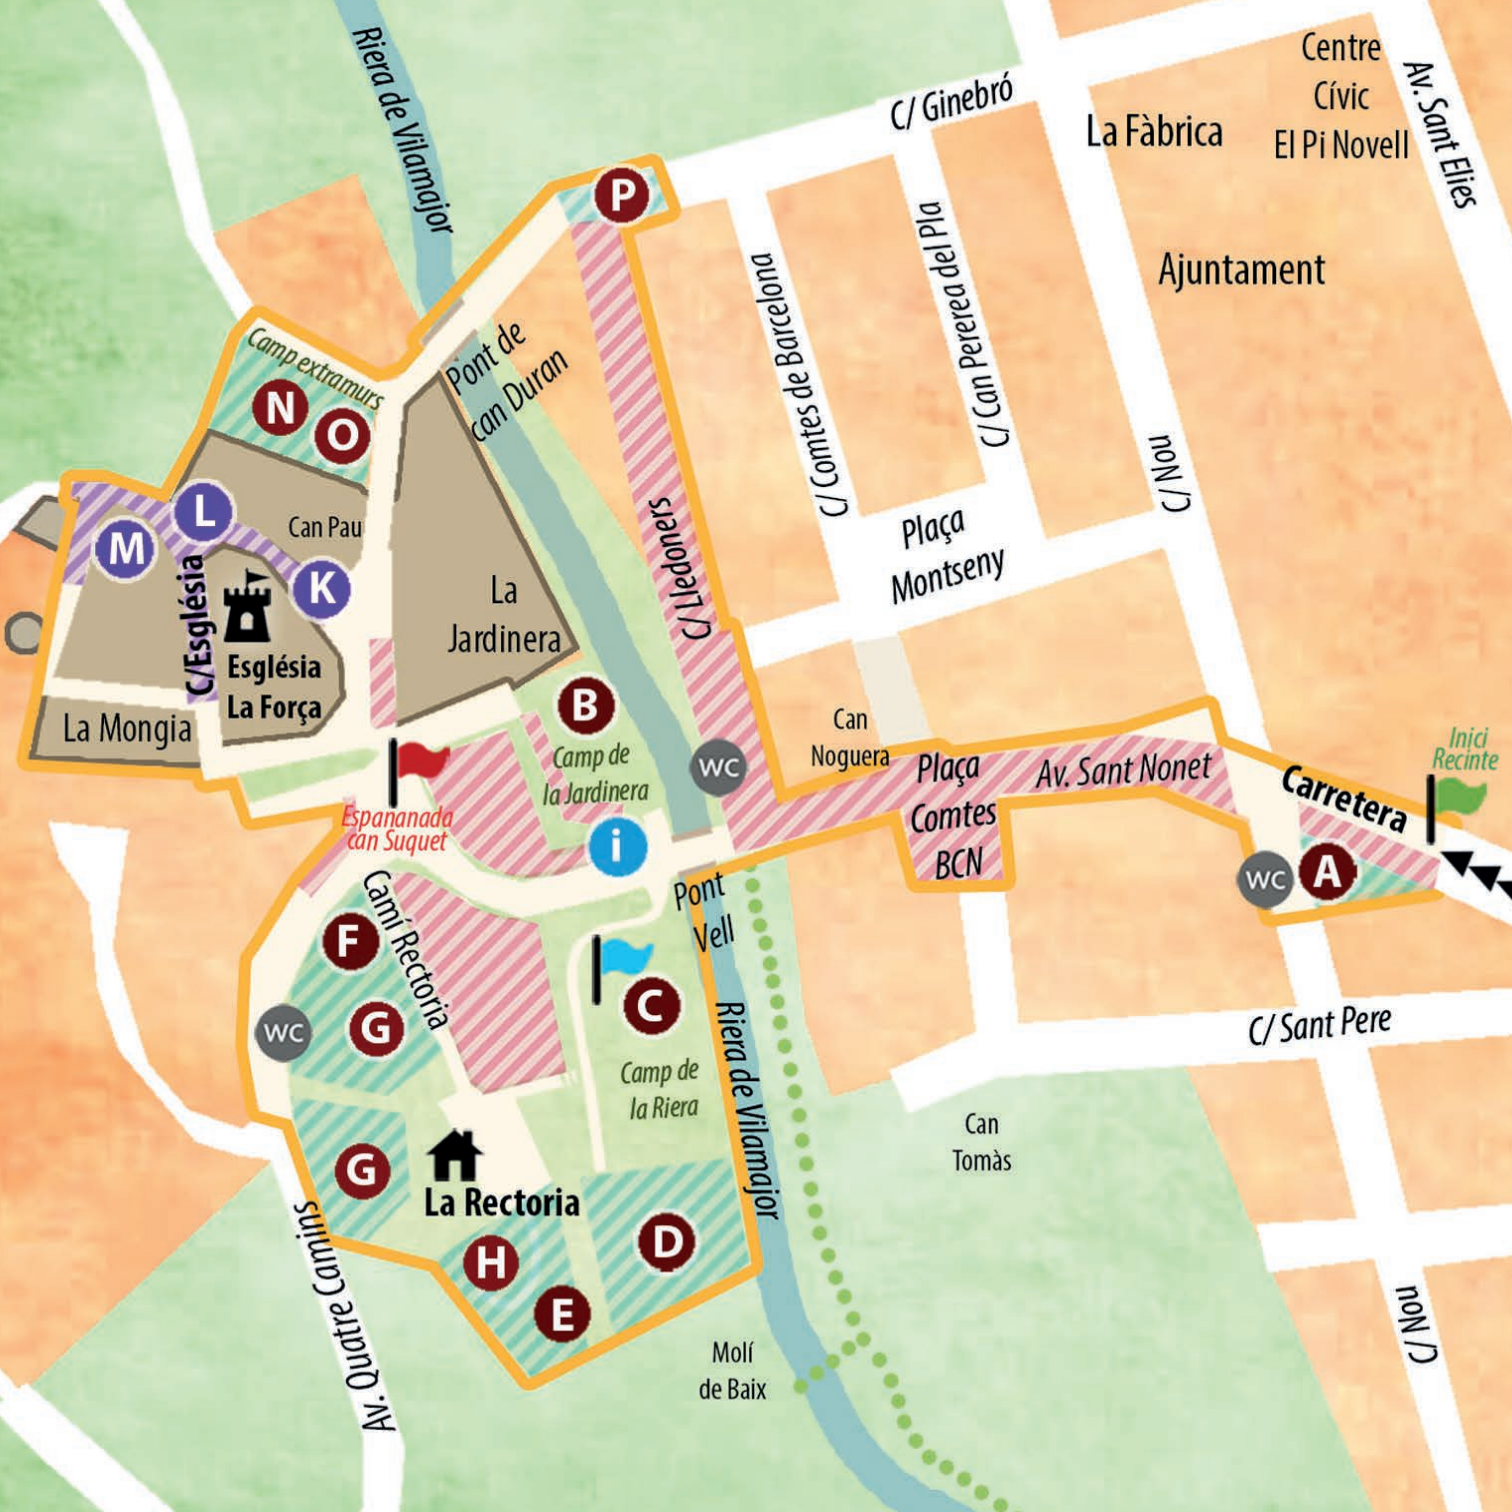 Riera de Vilamajor
C/ Ginebró
Centre
Cívic
El Pi Novell
La Fàbrica
Av. Sant Elies
P
Ajuntament
C/ Comtes de Barcelona
C/ Can Pererea del Pla
C/ Nou
Pont de
can Duran
Camp extramurs
N
O
L
M
K
Can Pau
C/Església
Església
La Força
La Mongia
La
Jardinera
C/ Lledoners
Plaça
Montseny
B
Camp de
la Jardinera
WC
Can
Noguera
Plaça
Comtes
BCN
Av. Sant Nonet
Carretera
Inici
Recinte
Espananada
can Suquet
i
WC
A
Pont
Vell
Camí Rectoria
F
G
WC
C
Camp de
la Riera
Riera de Vilamajor
C/ Sant Pere
Can
Tomàs
G
La Rectoria
H
E
D
Av. Quatre Camins
Molí
de Baix
C/ Nou